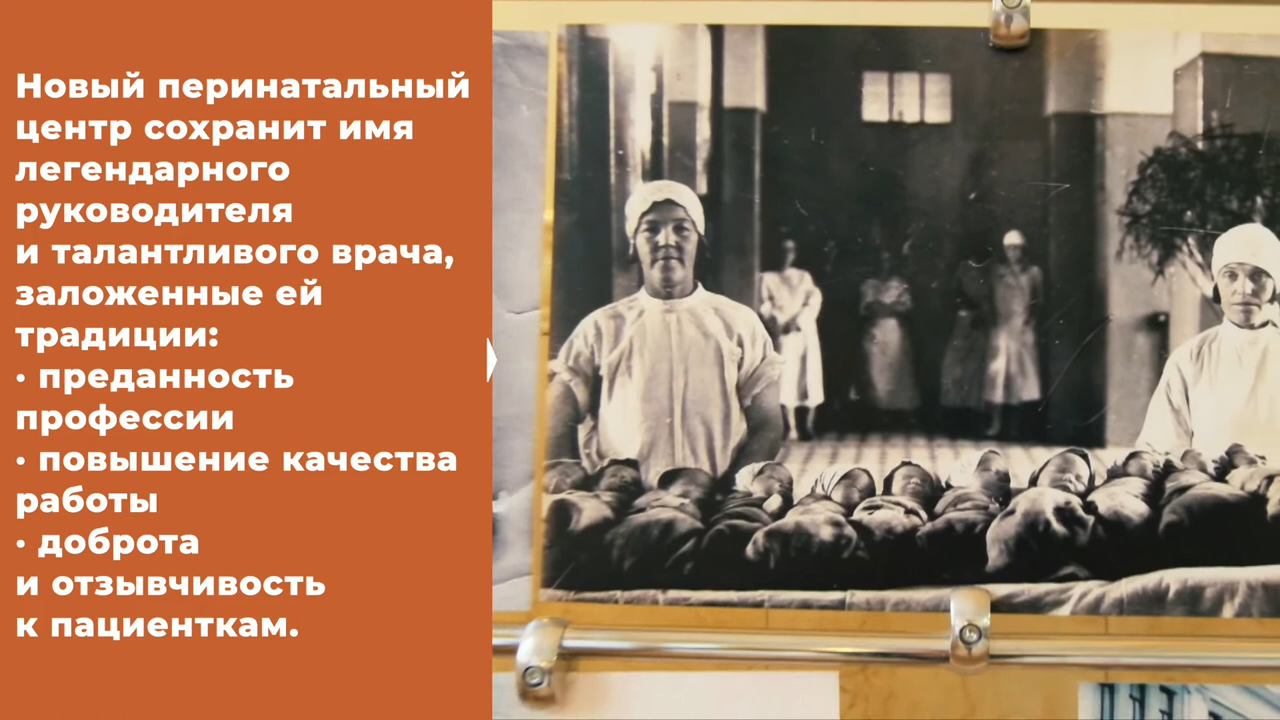 Новый перинатальный
центр сохранит имя
легендарного
руководителя
и талантливого врача,
заложенные ей
традиции:
• преданность
профессии
• повышение качества
работы
• доброта
и отзывчивость
к пациенткам.